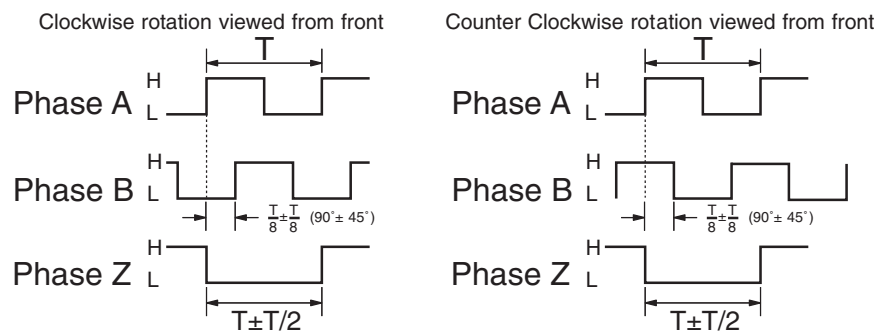 Clockwise rotation viewed from front
T
H
Phase A
L
H
Phase B
L
T/8±T/8 (90˚± 45˚)
H
Phase Z
L
T±T/2
Counter Clockwise rotation viewed from front
T
H
Phase A
L
H
Phase B
L
T/8±T/8 (90˚± 45˚)
H
Phase Z
L
T±T/2